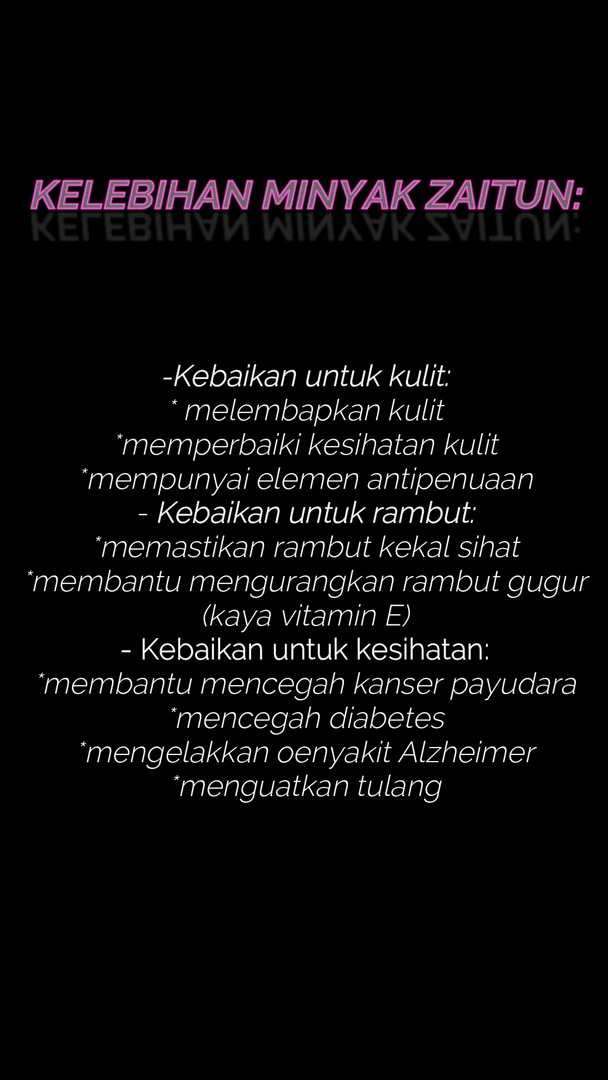 KELEBIHAN MINYAK ZAITUN:
-Kebaikan untuk kulit:
* melembapkan kulit
*memperbaiki kesihatan kulit
*mempunyai elemen antipenuaan
- Kebaikan untuk rambut:
*memastikan rambut kekal sihat
*membantu mengurangkan rambut gugur
(kaya vitamin E)
- Kebaikan untuk kesihatan:
*membantu mencegah kanser payudara
*mencegah diabetes
*mengelakkan oenyakit Alzheimer
*menguatkan tulang